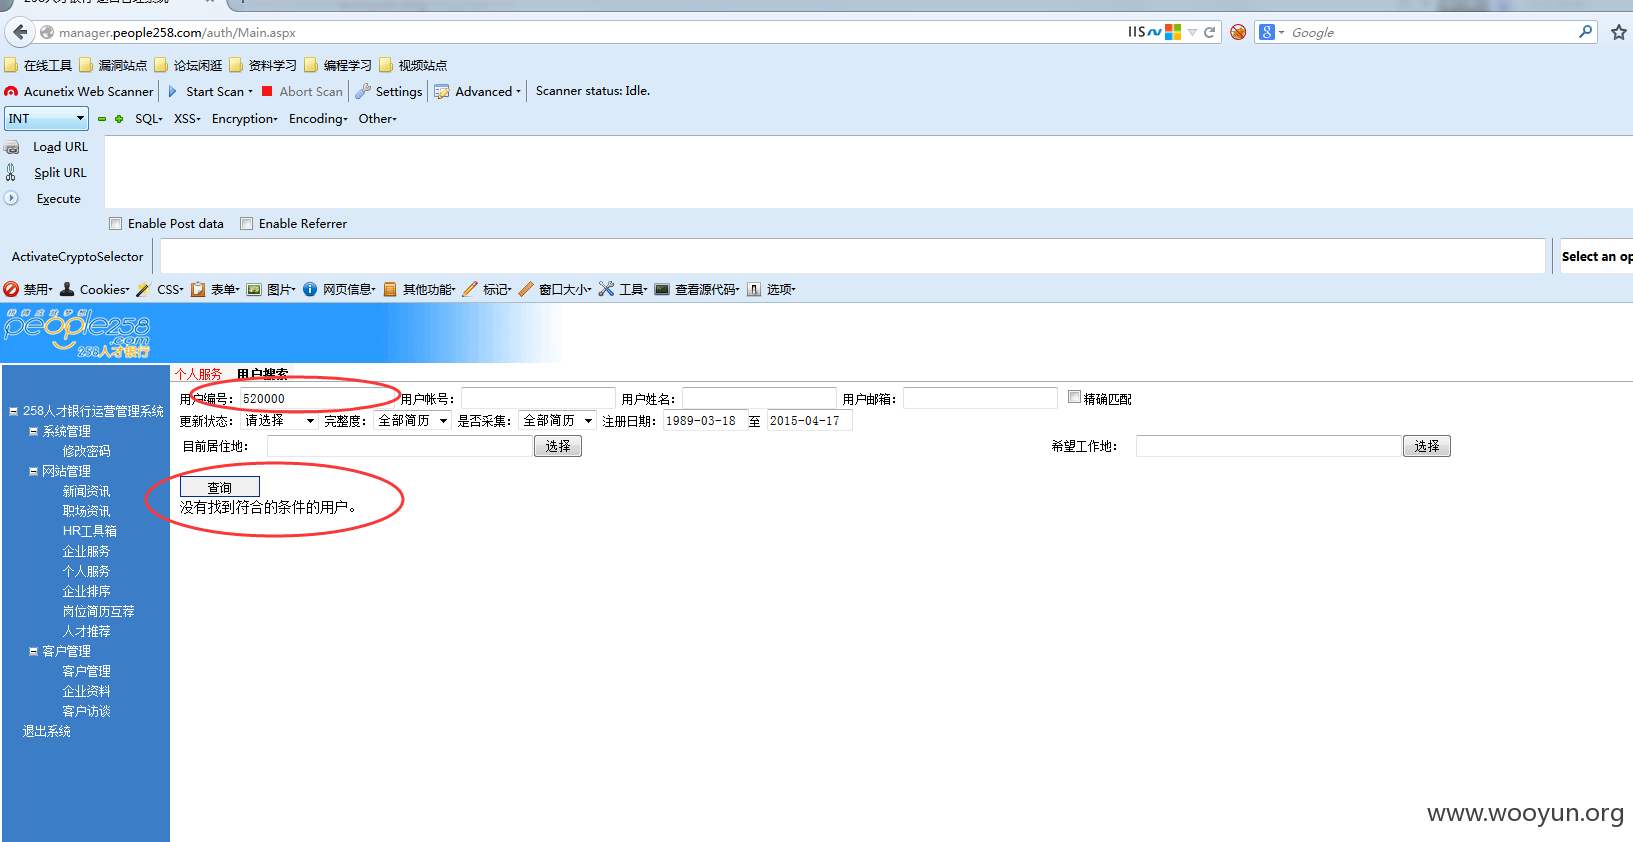 manager.people258.com/auth/Main.aspx IIS Google
在线工具 漏洞站点 论坛闲逛 资料学习 编程学习 视频站点
Acunetix Web Scanner Start Scan Abort Scan Settings Advanced Scanner status: Idle.
INT SQL XSS Encryption Encoding Other
Load URL
Split URL
Execute
Enable Post data Enable Referrer
ActivateCryptoSelector Select an op
禁用 Cookies CSS 表单 图片 网页信息 其他功能 标记 窗口大小 工具 查看源代码 选项
people258
.com
258人才银行
个人服务 用户搜索
用户编号: 520000 用户帐号: 用户姓名: 用户邮箱: 精确匹配
更新状态: 请选择 完整度: 全部简历 是否采集: 全部简历 注册日期: 1989-03-18 至 2015-04-17
目前居住地: 选择 希望工作地: 选择
查询
没有找到符合的条件的用户。
258人才银行运营管理系统
系统管理
修改密码
网站管理
新闻资讯
职场资讯
HR工具箱
企业服务
个人服务
企业排序
岗位简历互荐
人才推荐
客户管理
客户管理
企业资料
客户访谈
退出系统
www.wooyun.org